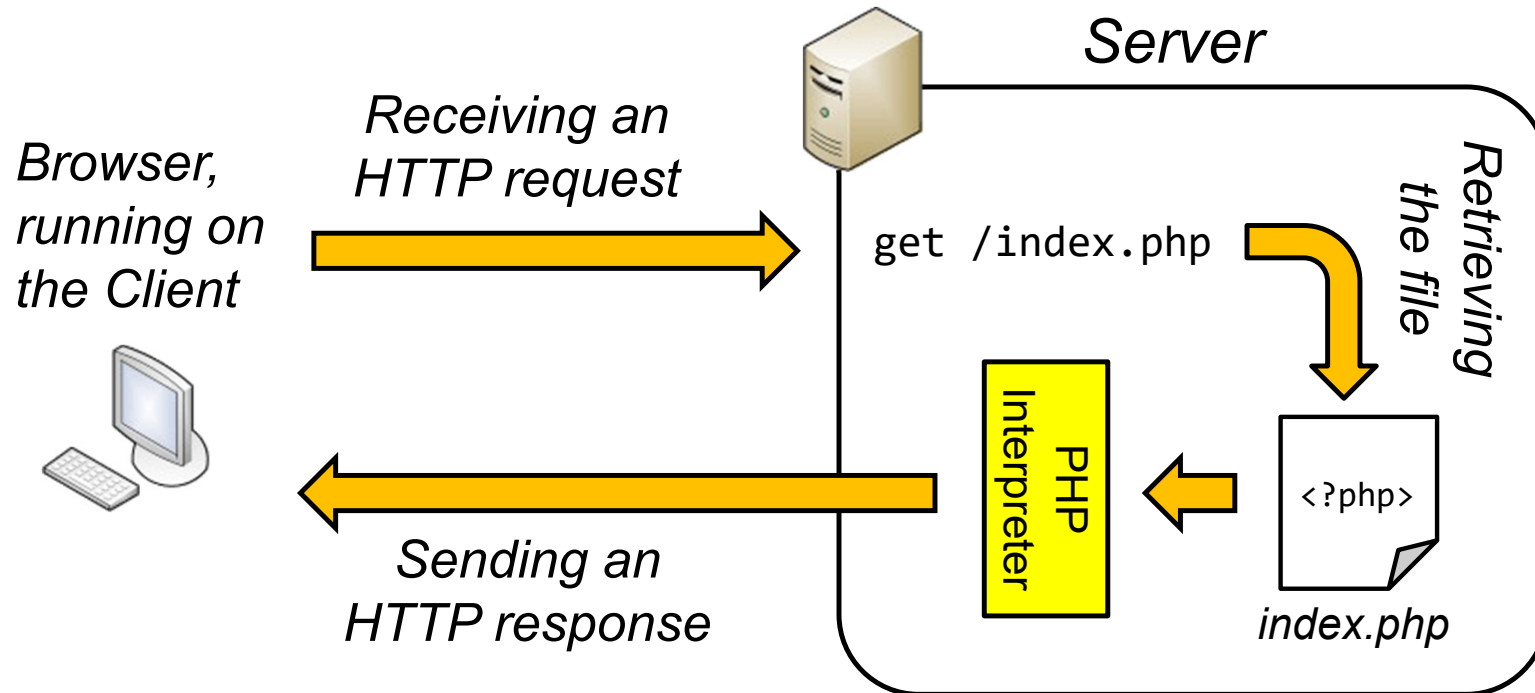 Server
Receiving an
HTTP request
Browser,
running on
the Client
get /index.php
Retrieving
the file
PHP
Interpreter
<?php>
index.php
Sending an
HTTP response